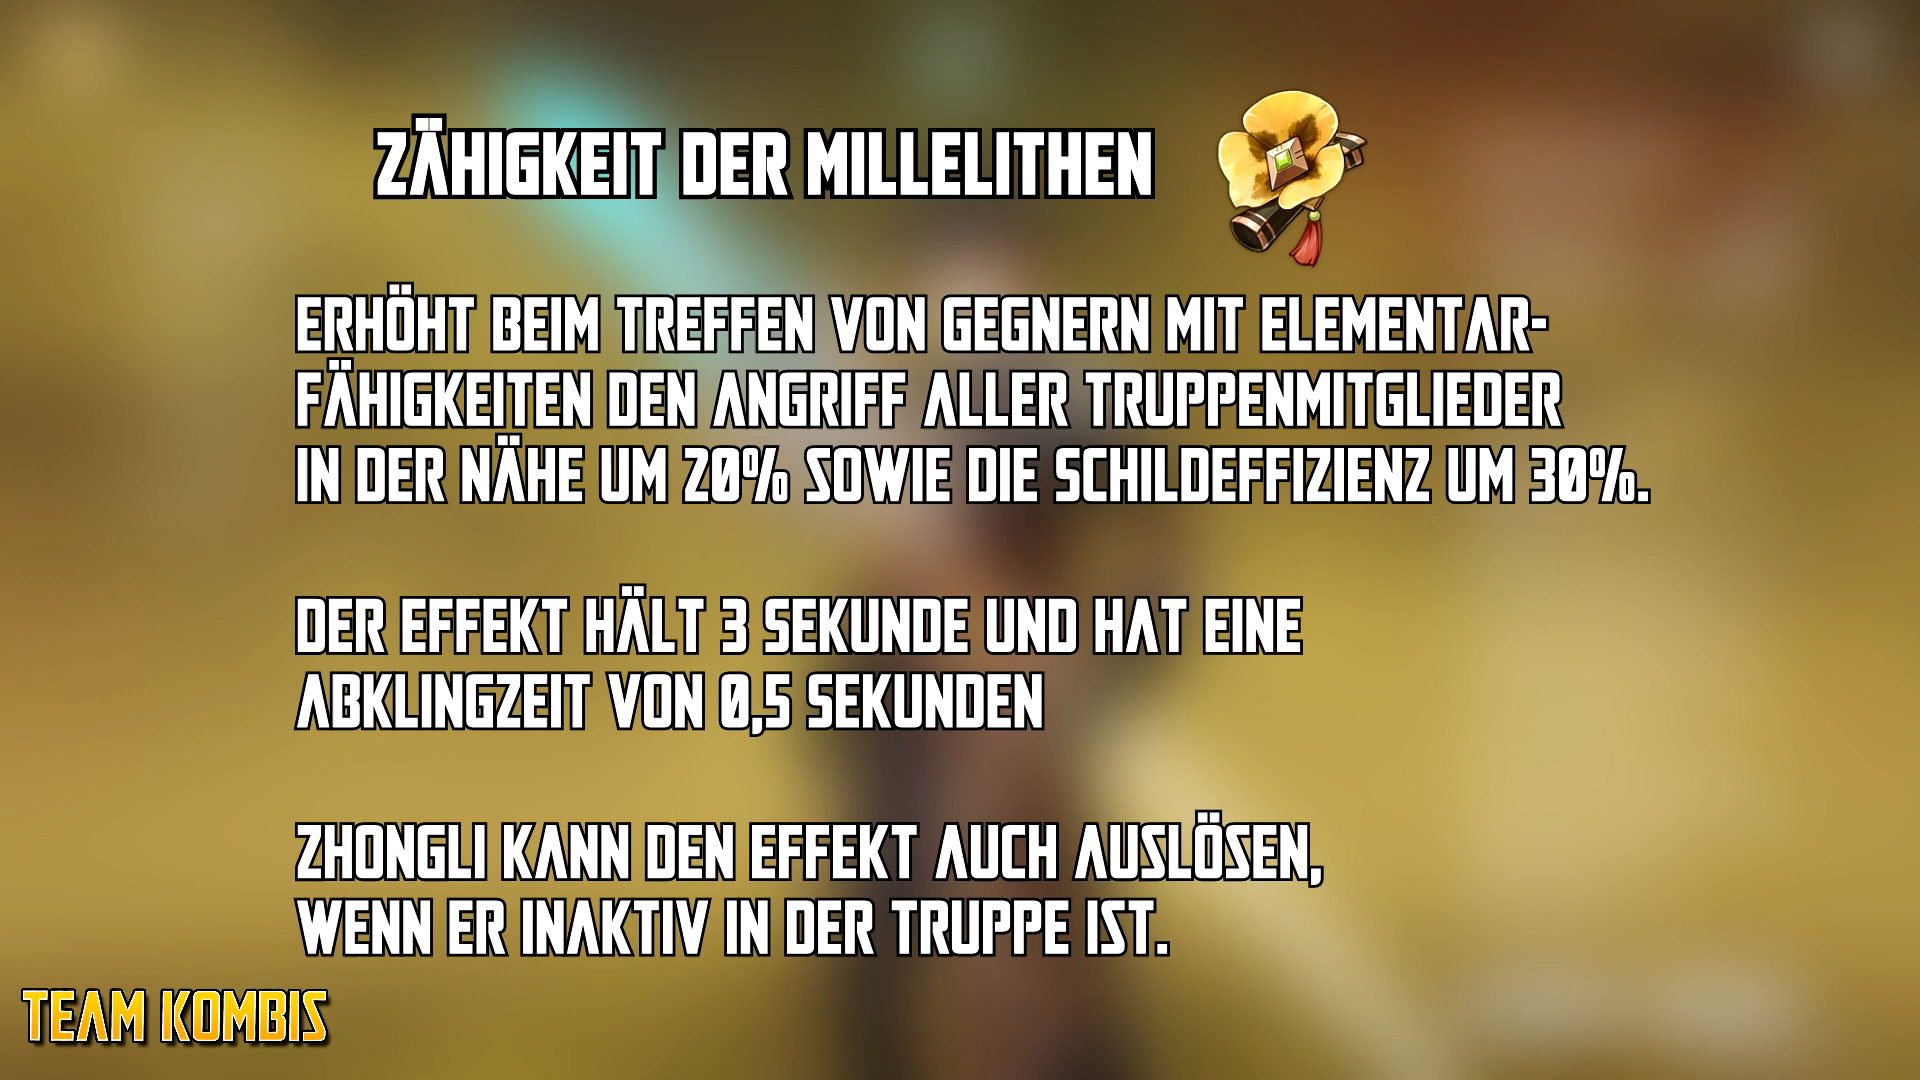 ZÄHIGKEIT DER MILLELITHEN
ERHÖHT BEIM TREFFEN VON GEGNERN MIT ELEMENTAR-
FÄHIGKEITEN DEN ANGRIFF ALLER TRUPPENMITGLIEDER
IN DER NÄHE UM 20% SOWIE DIE SCHILDEFFIZIENZ UM 30%.
DER EFFEKT HÄLT 3 SEKUNDE UND HAT EINE
ABKLINGZEIT VON 0,5 SEKUNDEN
ZHONGLI KANN DEN EFFEKT AUCH AUSLÖSEN,
WENN ER INAKTIV IN DER TRUPPE IST.
TEAM KOMBIS